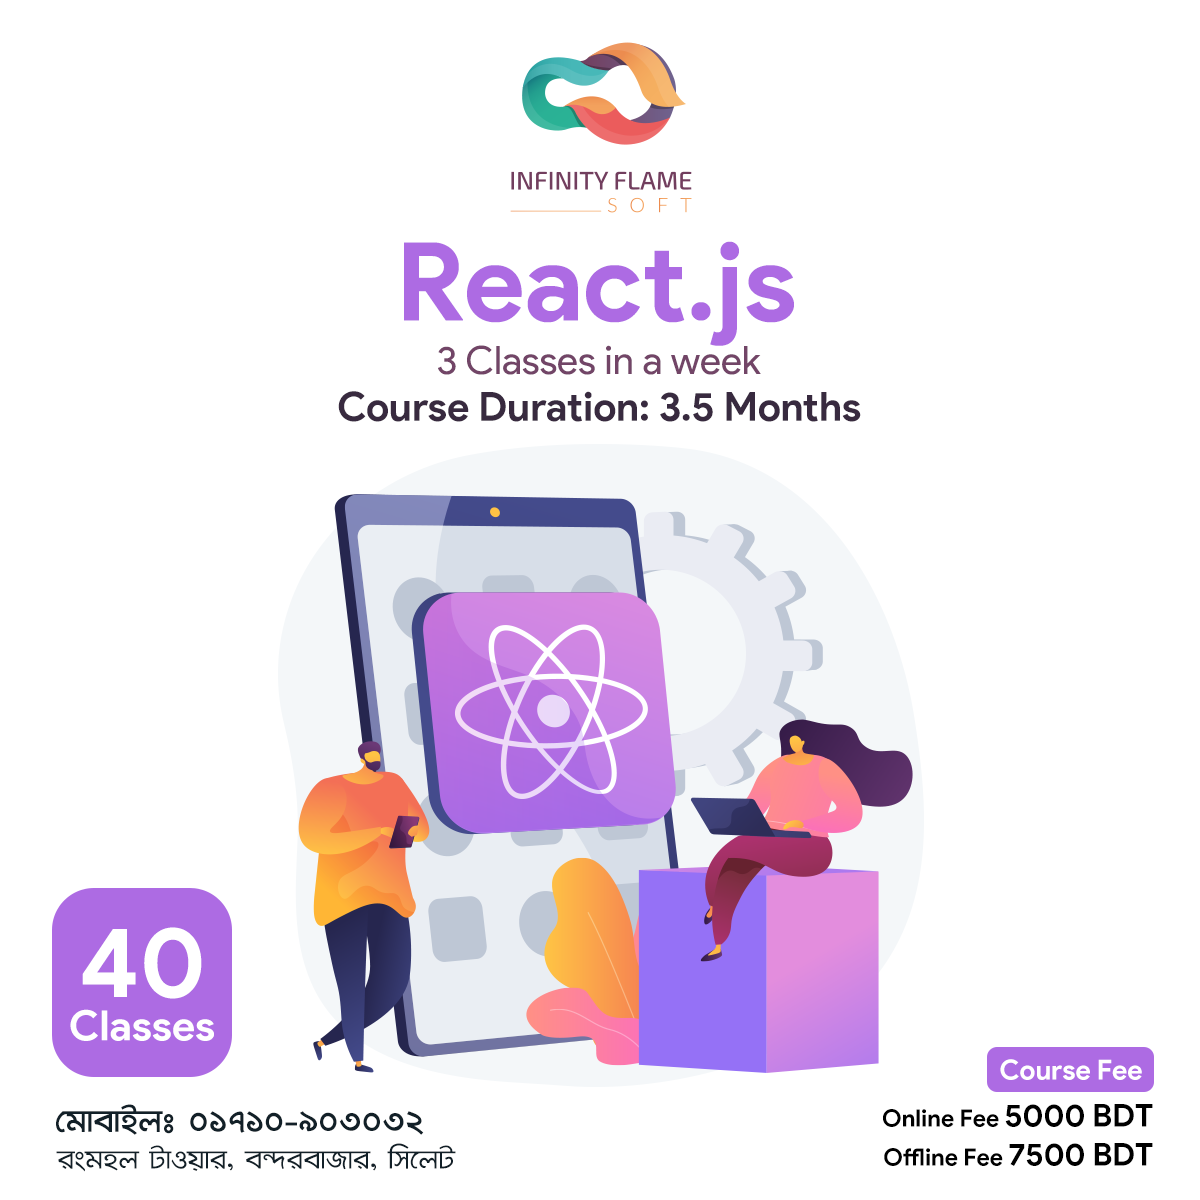 INFINITY FLAME
SOFT
React.js
3 Classes in a week
Course Duration: 3.5 Months
40
Classes
মোবাইলঃ ০১৭১০-৯০৩০৩২
রংমহল টাওয়ার, বন্দরবাজার, সিলেট
Course Fee
Online Fee 5000 BDT
Offline Fee 7500 BDT